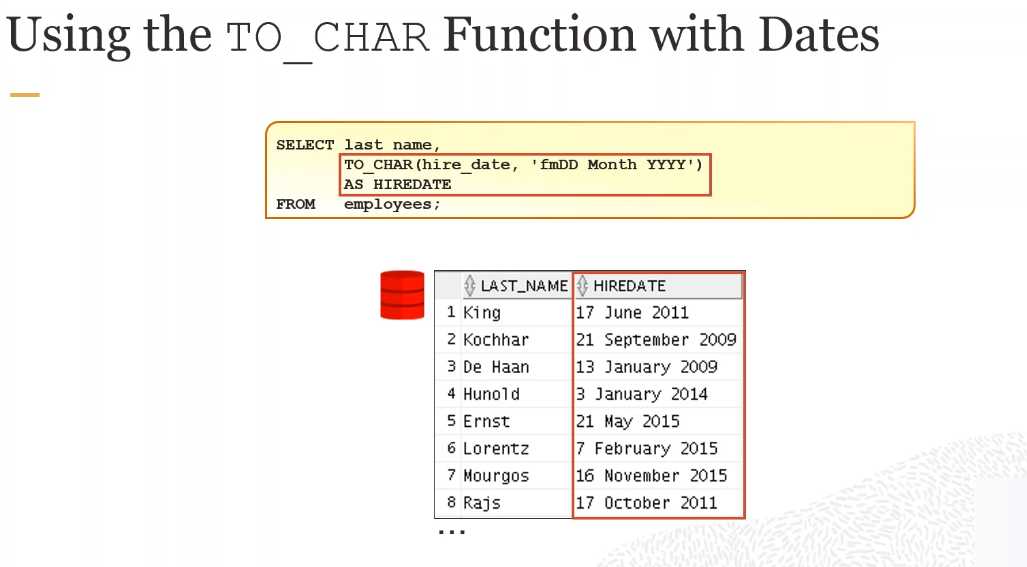 Using the TO_CHAR Function with Dates
SELECT last name,
TO_CHAR(hire_date, 'fmDD Month YYYY')
AS HIREDATE
FROM employees;
LAST_NAME HIREDATE
1 King 17 June 2011
2 Kochhar 21 September 2009
3 De Haan 13 January 2009
4 Hunold 3 January 2014
5 Ernst 21 May 2015
6 Lorentz 7 February 2015
7 Mourgos 16 November 2015
8 Rajs 17 October 2011
...